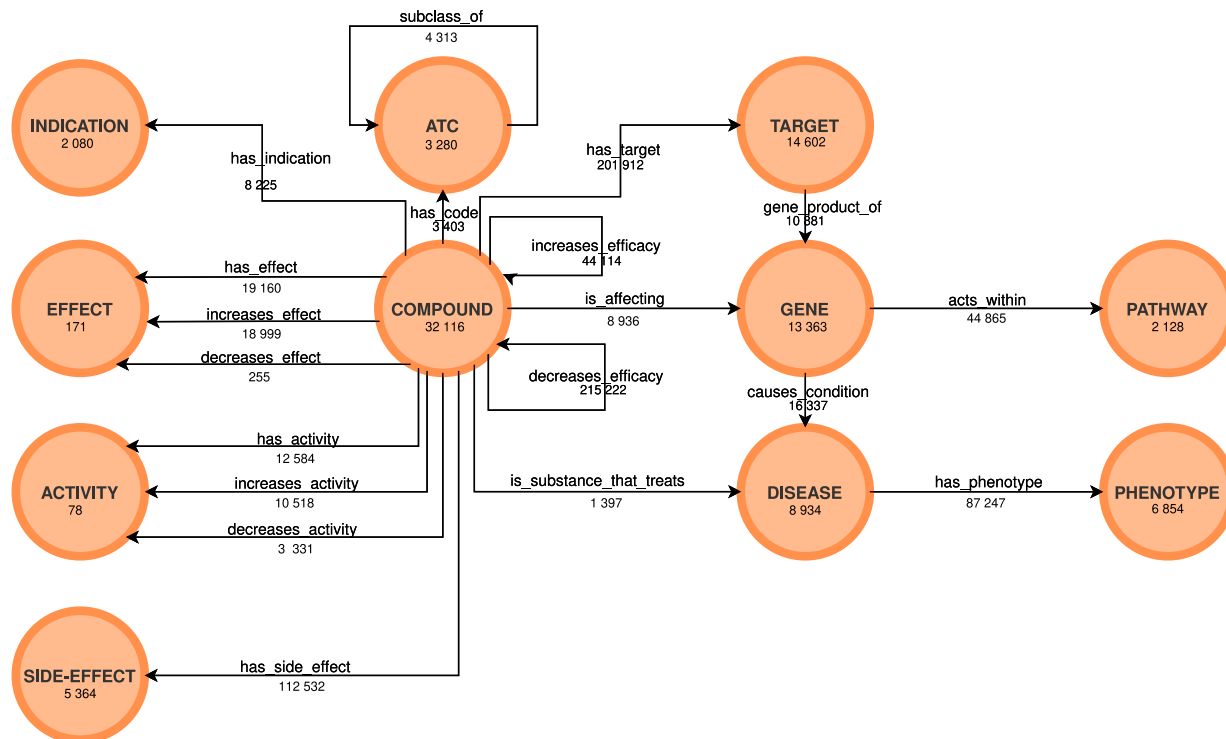 subclass_of
4 313
INDICATION
2 080
ATC
3 280
TARGET
14 602
has_indication
8 225
has_code
3 403
has_target
201 912
gene_product_of
10 881
increases_efficacy
44 114
has_effect
19 160
EFFECT
171
increases_effect
18 999
decreases_effect
255
COMPOUND
32 116
is_affecting
8 936
GENE
13 363
acts_within
44 865
PATHWAY
2 128
decreases_efficacy
215 222
causes_condition
16 337
has_activity
12 584
ACTIVITY
78
increases_activity
10 518
decreases_activity
3 331
is_substance_that_treats
1 397
DISEASE
8 934
has_phenotype
87 247
PHENOTYPE
6 854
SIDE-EFFECT
5 364
has_side_effect
112 532